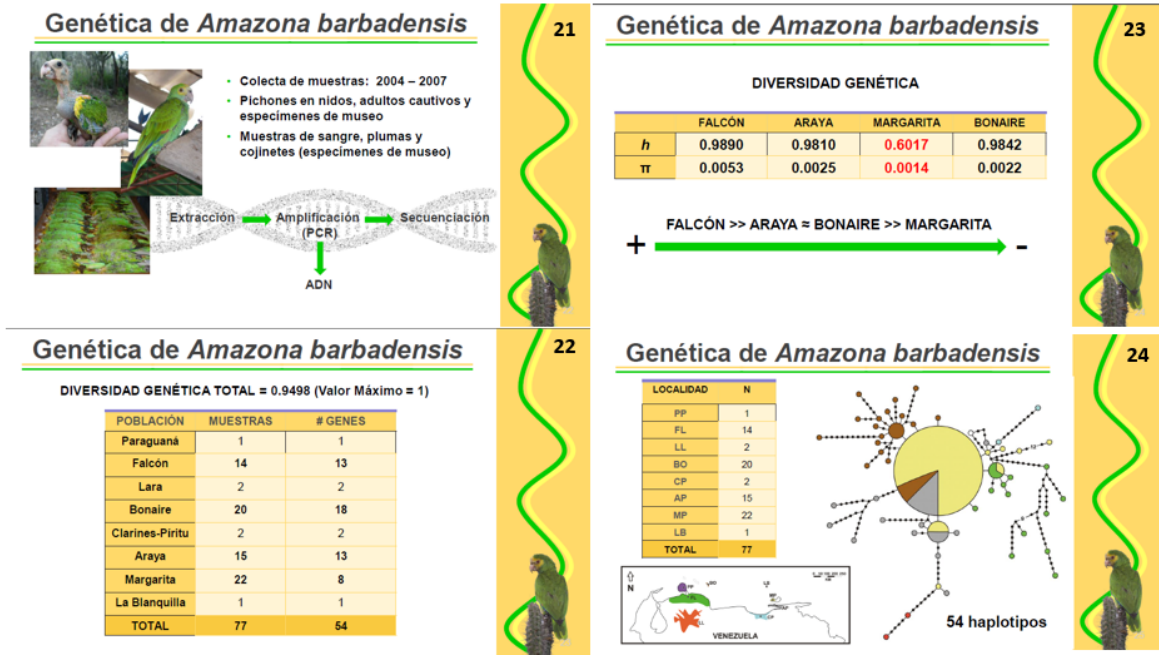 Genética de Amazona barbadensis
21
• Colecta de muestras: 2004 – 2007
• Pichones en nidos, adultos cautivos y
especímenes de museo
• Muestras de sangre, plumas y
cojinetes (especímenes de museo)
Extracción Amplificación Secuenciación
(PCR)
ADN
Genética de Amazona barbadensis
23
DIVERSIDAD GENÉTICA
FALCÓN ARAYA MARGARITA BONAIRE
h 0.9890 0.9810 0.6017 0.9842
π 0.0053 0.0025 0.0014 0.0022
FALCÓN >> ARAYA ≈ BONAIRE >> MARGARITA
+ -
Genética de Amazona barbadensis
22
DIVERSIDAD GENÉTICA TOTAL = 0.9498 (Valor Máximo = 1)
POBLACIÓN MUESTRAS # GENES
Paraguaná 1 1
Falcón 14 13
Lara 2 2
Bonaire 20 18
Clarines-Píritu 2 2
Araya 15 13
Margarita 22 8
La Blanquilla 1 1
TOTAL 77 54
Genética de Amazona barbadensis
24
LOCALIDAD N
PP 1
FL 14
LL 2
BO 20
CP 2
AP 15
MP 22
LB 1
TOTAL 77
N
PP
BO
LB
FL
MP
CP
LL
VENEZUELA
54 haplotipos